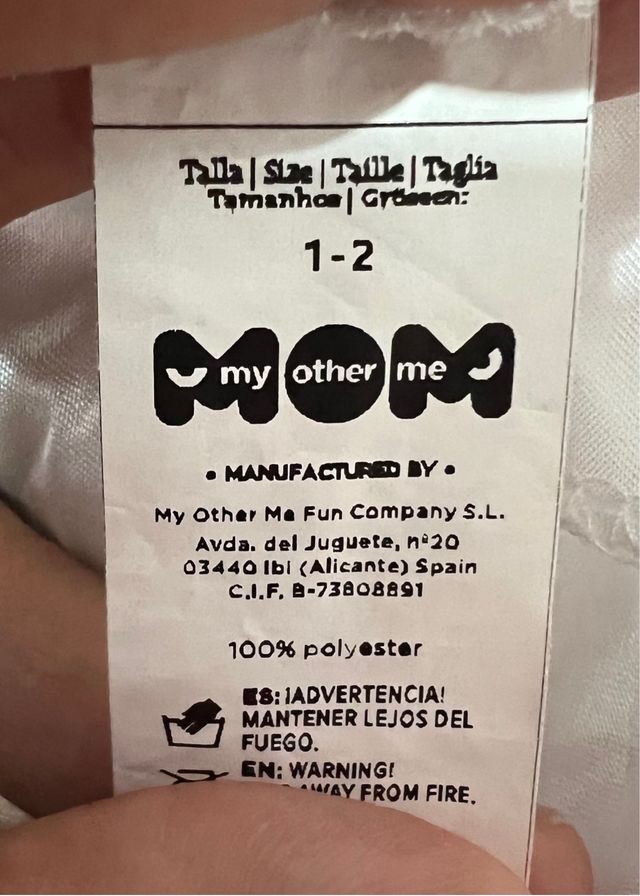 Talla | Size | Taille | Taglia
Tamanhos | Grössen:
1-2
my other me
• MANUFACTURED BY •
My Other Me Fun Company S.L.
Avda. del Juguete, nº20
03440 Ibi (Alicante) Spain
C.I.F. B-73808891
100% polyester
ES: ¡ADVERTENCIA!
MANTENER LEJOS DEL
FUEGO.
EN: WARNING!
AWAY FROM FIRE.